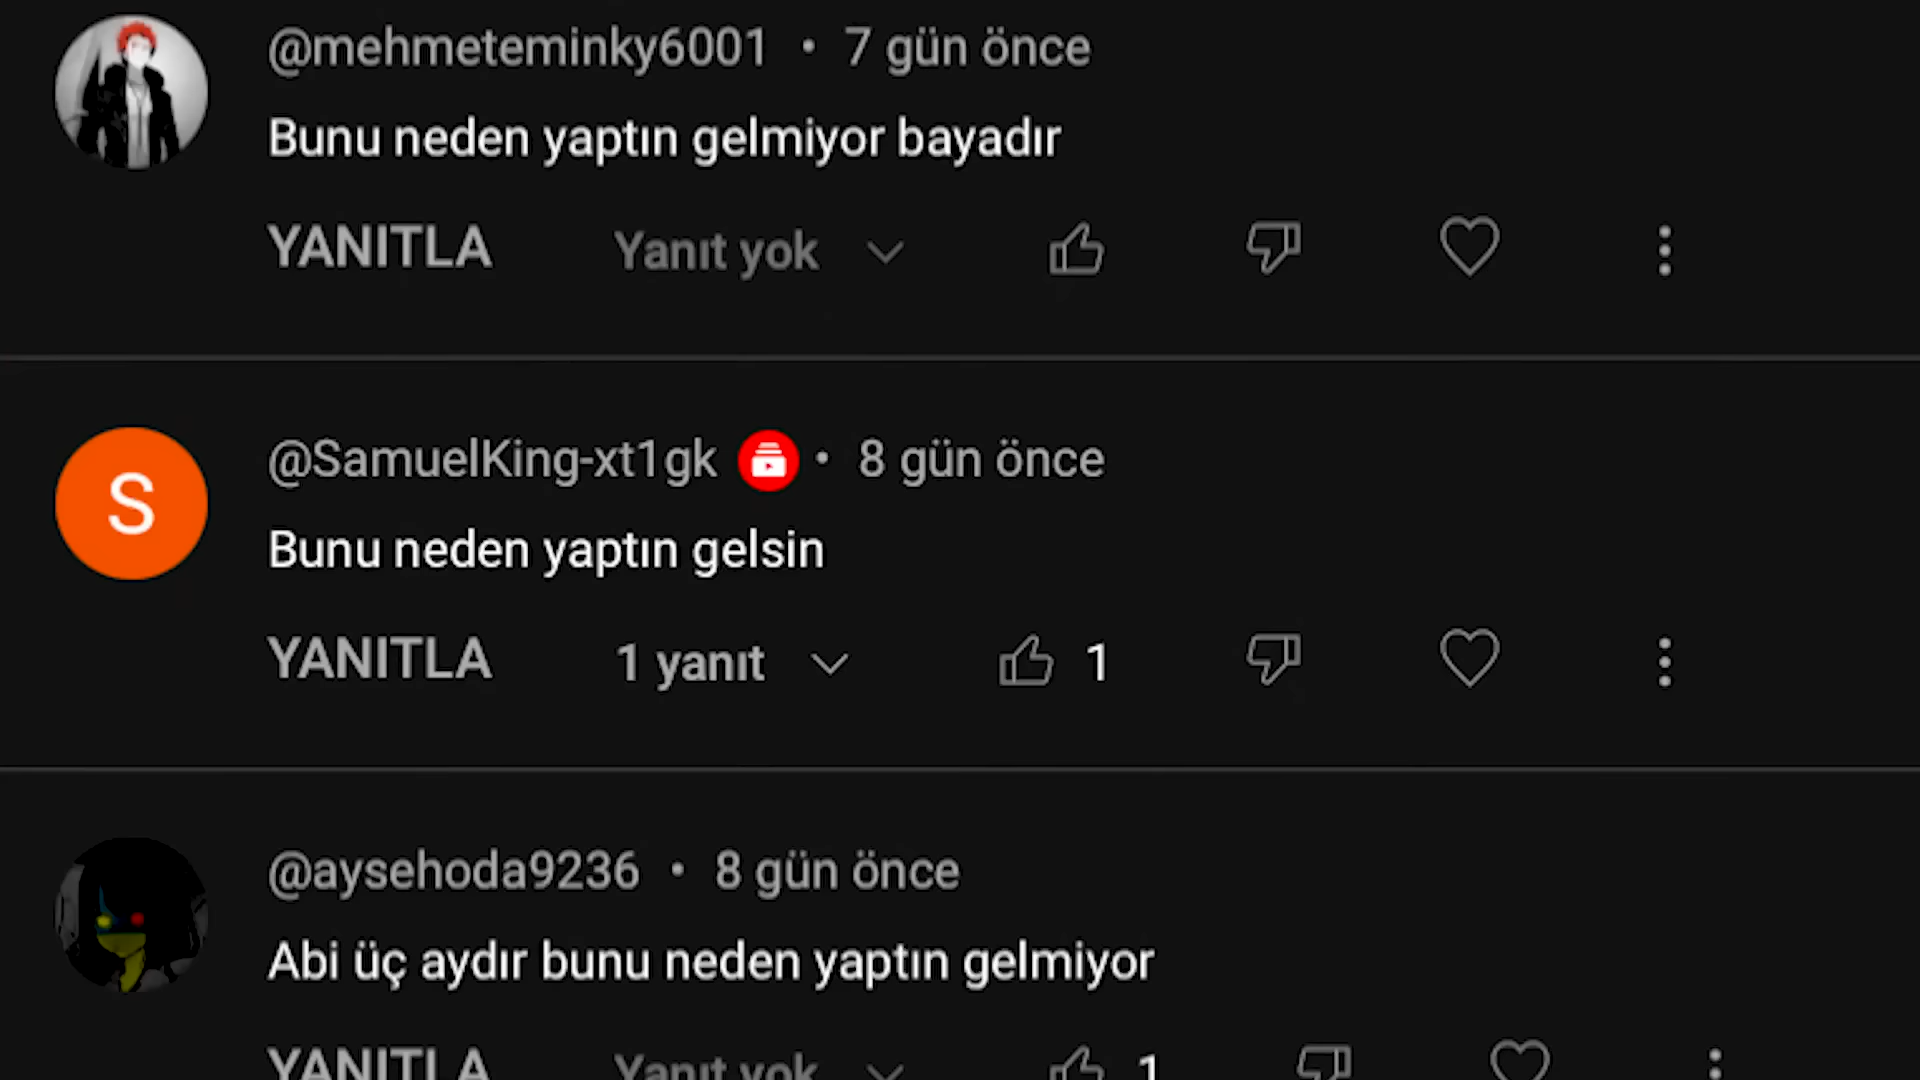 @mehmeteminky6001 • 7 gün önce
Bunu neden yaptın gelmiyor bayadır
YANITLA Yanıt yok
S
@SamuelKing-xt1gk • 8 gün önce
Bunu neden yaptın gelsin
YANITLA 1 yanıt 1
@aysehoda9236 • 8 gün önce
Abi üç aydır bunu neden yaptın gelmiyor
YANITLA Yanıt yok 1